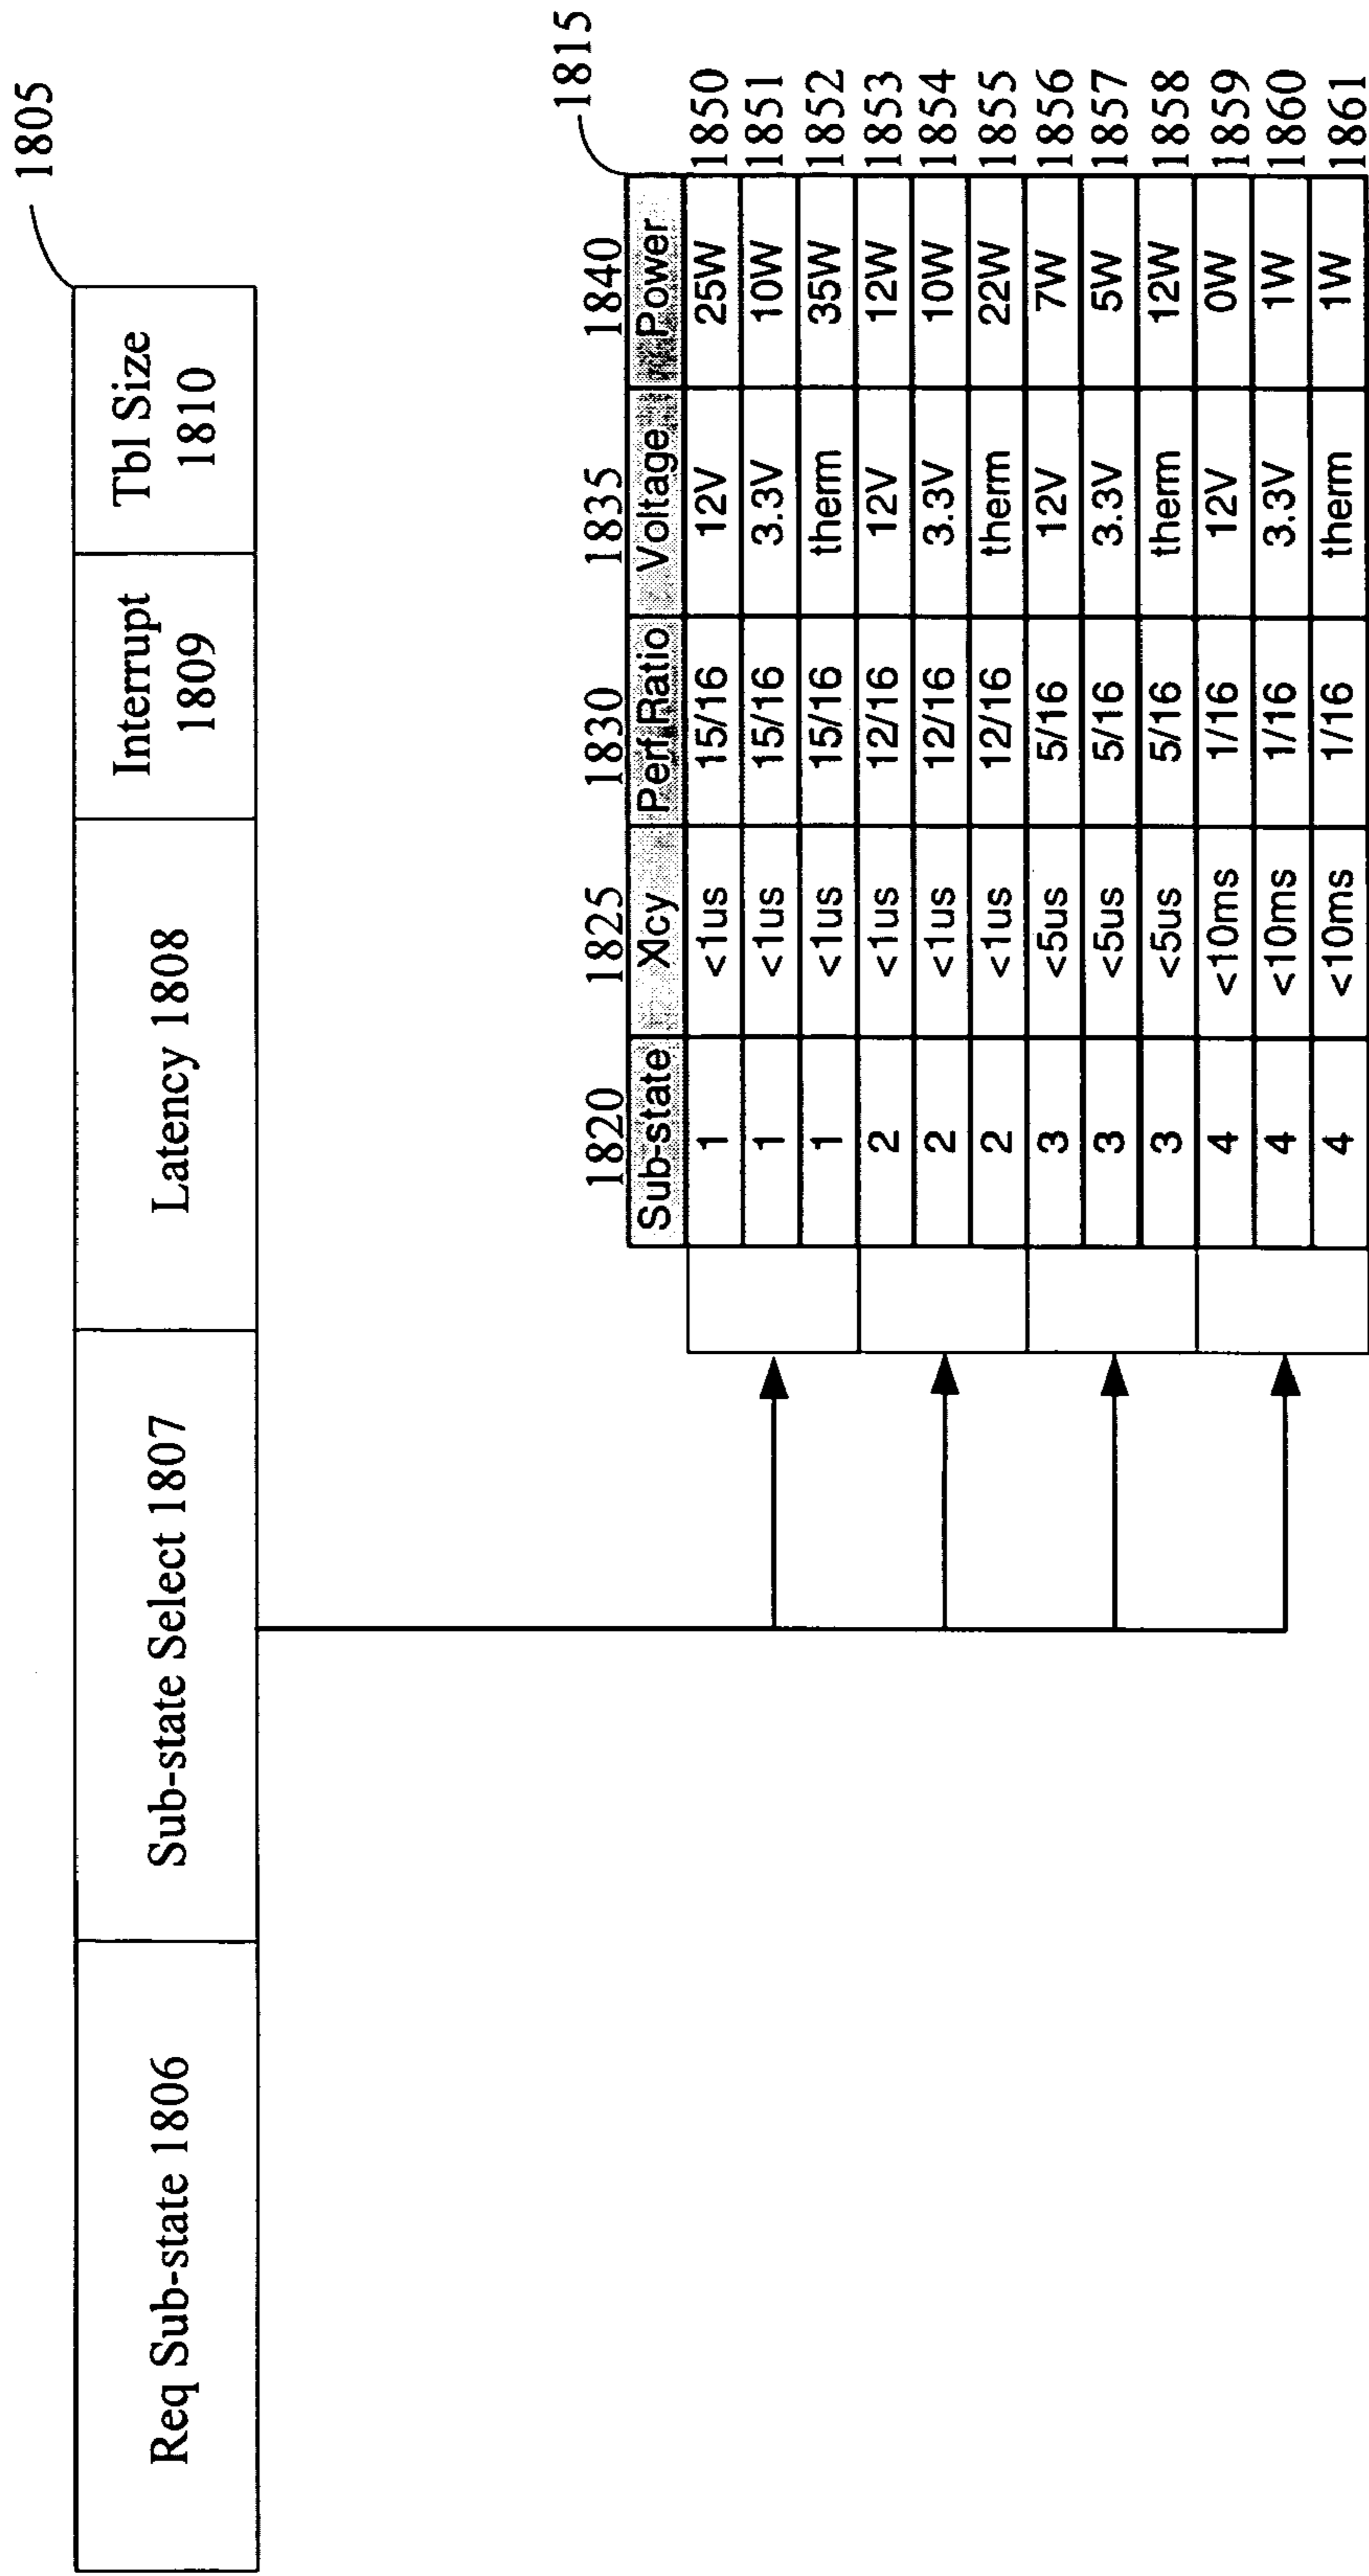 1805
Req Sub-state 1806
Sub-state Select 1807
Latency 1808
Interrupt
1809
Tbl Size
1810
1815
1820 1825 1830 1835 1840
Sub-state Xlcy Perf Ratio Voltage Power
1 <1us 15/16 12V 25W 1850
1 <1us 15/16 3.3V 10W 1851
1 <1us 15/16 therm 35W 1852
2 <1us 12/16 12V 12W 1853
2 <1us 12/16 3.3V 10W 1854
2 <1us 12/16 therm 22W 1855
3 <5us 5/16 12V 7W 1856
3 <5us 5/16 3.3V 5W 1857
3 <5us 5/16 therm 12W 1858
4 <10ms 1/16 12V 0W 1859
4 <10ms 1/16 3.3V 1W 1860
4 <10ms 1/16 therm 1W 1861